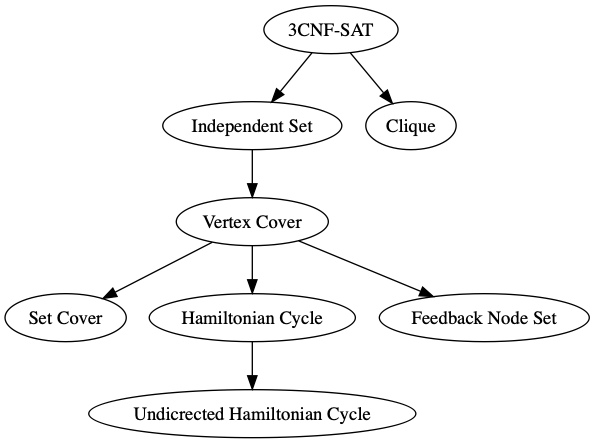 3CNF-SAT
Independent Set
Clique
Vertex Cover
Set Cover
Hamiltonian Cycle
Feedback Node Set
Undicrected Hamiltonian Cycle